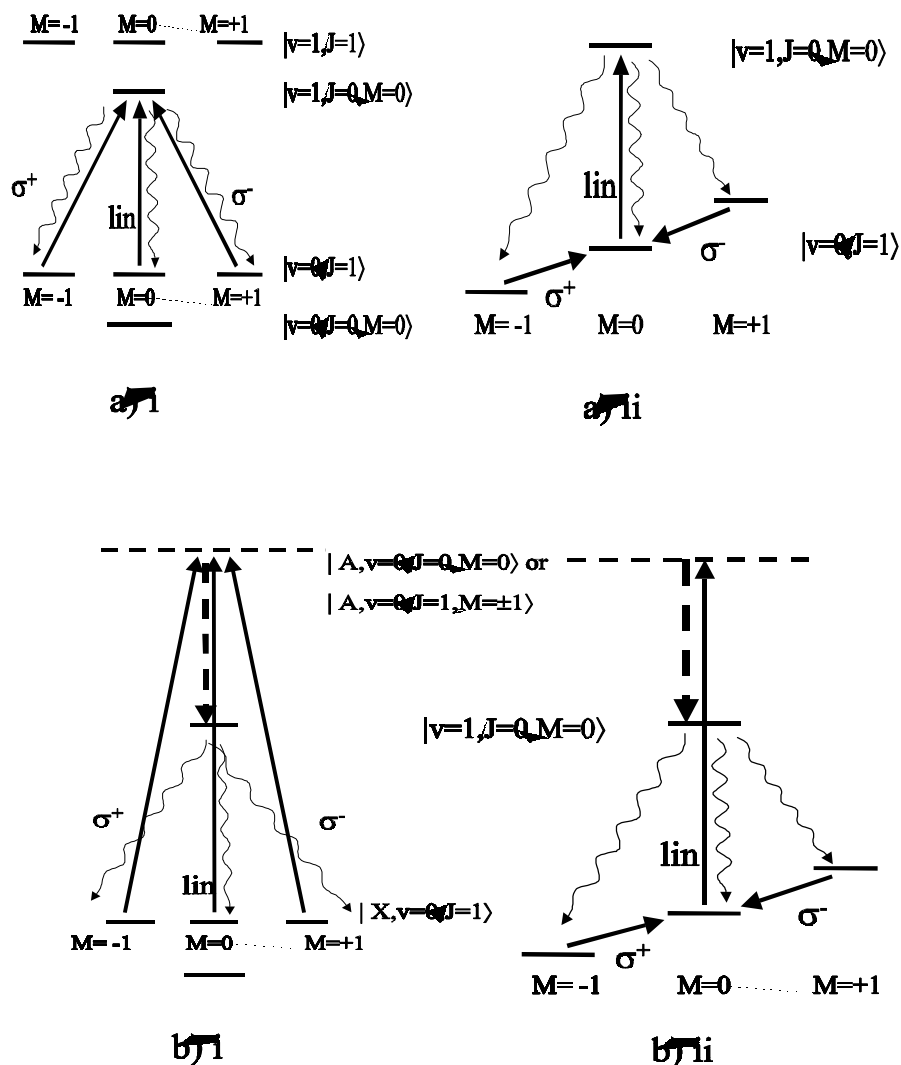 M= -1 M=0 M=+1
|v=1,J=1⟩
|v=1,J=0,M=0⟩
σ⁺ lin σ⁻
|v=0,J=1⟩
M= -1 M=0 M=+1
|v=0,J=0,M=0⟩
a) i
|v=1,J=0,M=0⟩
lin
σ⁻ |v=0,J=1⟩
σ⁺
M= -1 M=0 M=+1
a) ii
| A,v=0,J=0,M=0⟩ or
| A,v=0,J=1,M=±1⟩
|v=1,J=0,M=0⟩
σ⁺ σ⁻
lin
| X,v=0,J=1⟩
M= -1 M=0 M=+1
b) i
lin
σ⁻
σ⁺
M= -1 M=0 M=+1
b) ii